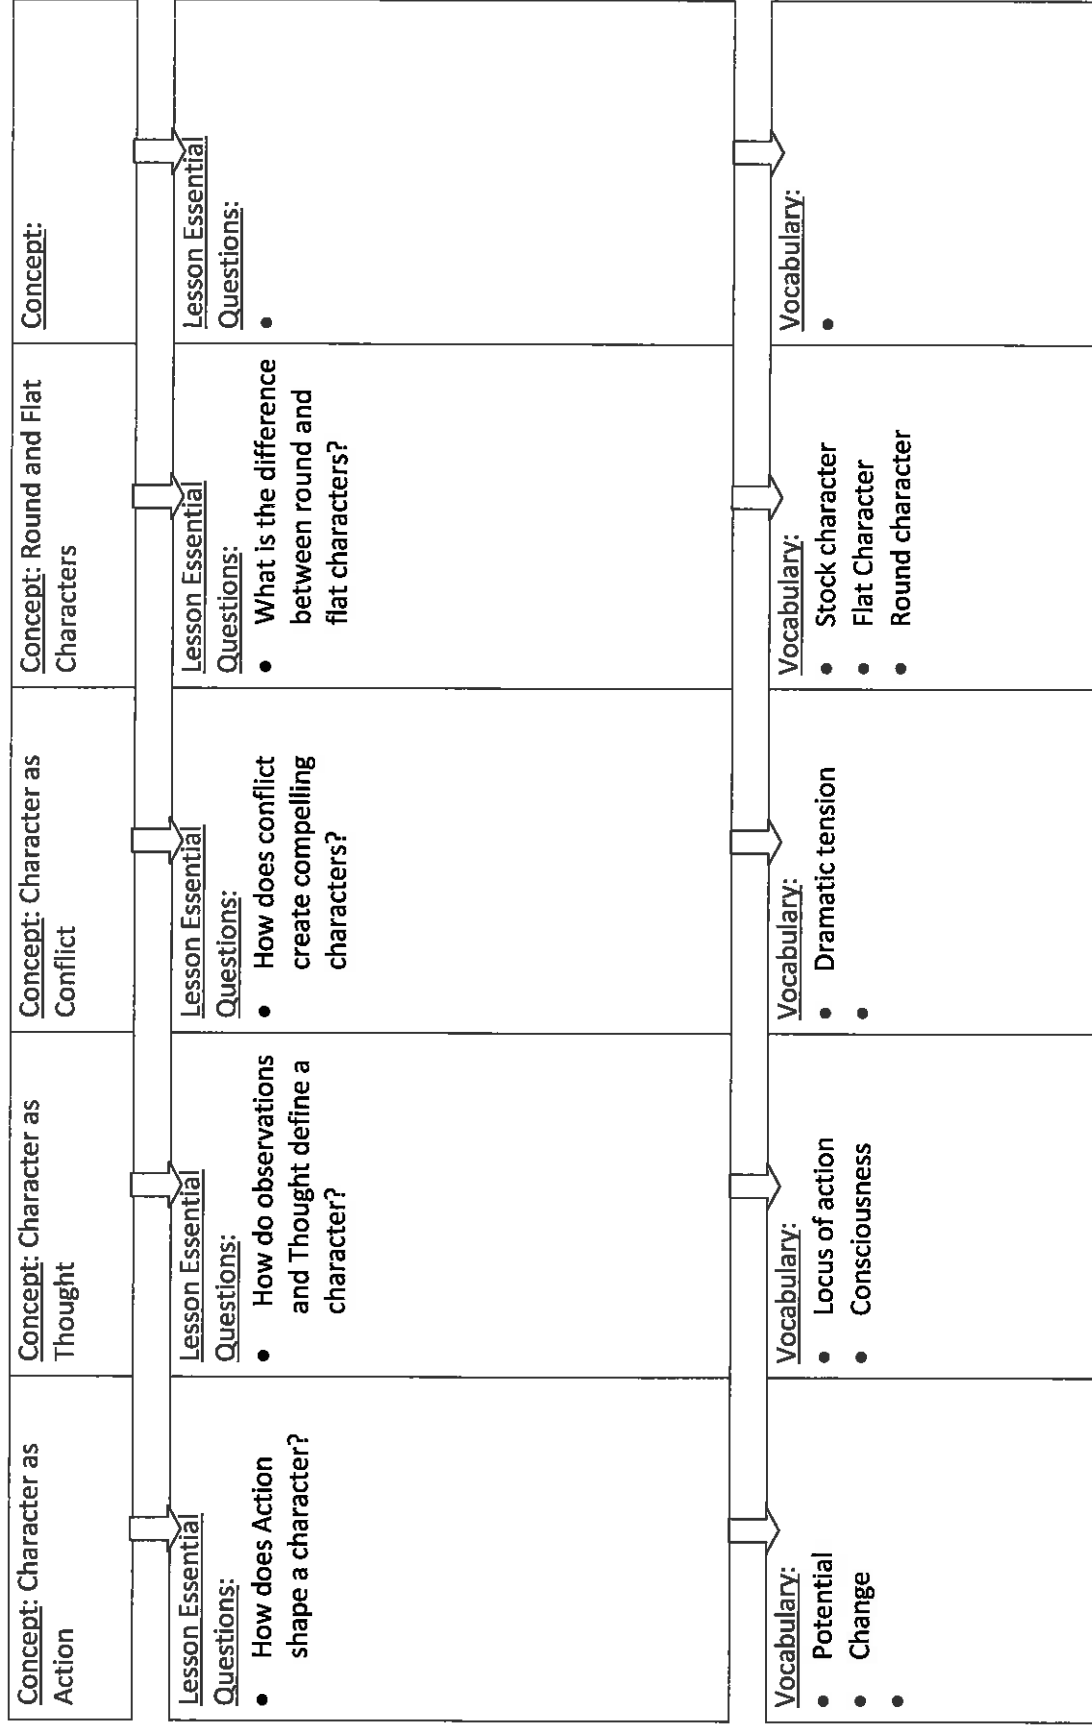 Concept: Character as
Action
Concept: Character as
Thought
Concept: Character as
Conflict
Concept: Round and Flat
Characters
Concept:
Lesson Essential
Questions:
• How does Action
shape a character?
Lesson Essential
Questions:
• How do observations
and Thought define a
character?
Lesson Essential
Questions:
• How does conflict
create compelling
characters?
Lesson Essential
Questions:
• What is the difference
between round and
flat characters?
Lesson Essential
Questions:
•
Vocabulary:
• Potential
• Change
•
Vocabulary:
• Locus of action
• Consciousness
Vocabulary:
• Dramatic tension
•
Vocabulary:
• Stock character
• Flat Character
• Round character
Vocabulary:
•